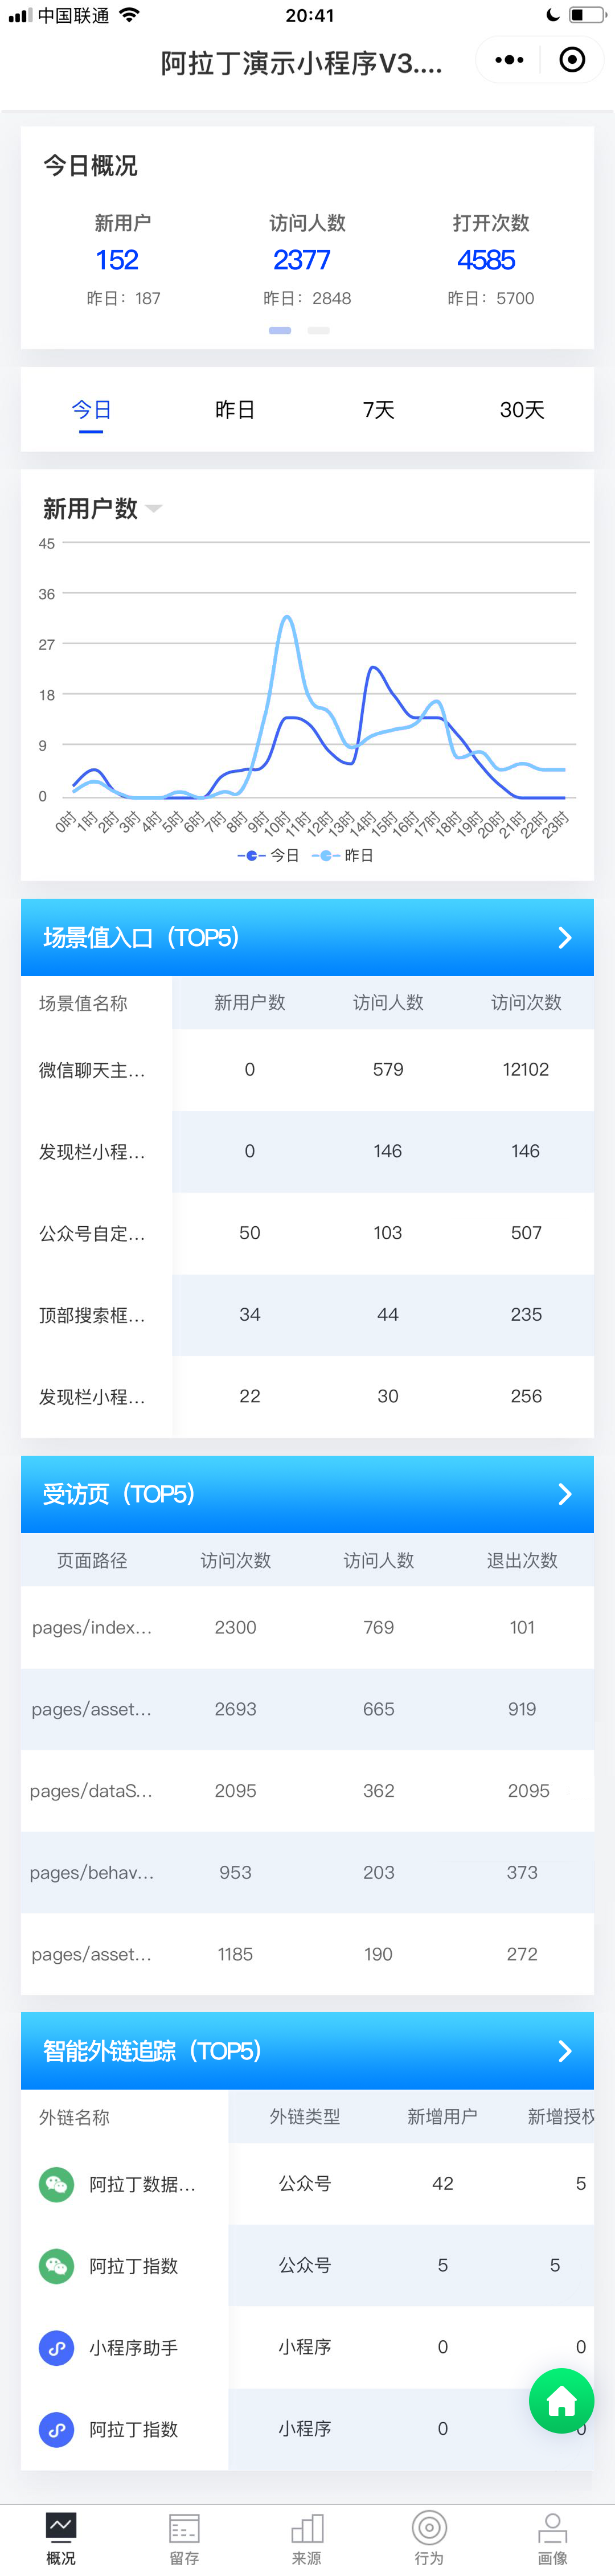 中国联通 20:41
阿拉丁演示小程序V3....
今日概况
新用户 访问人数 打开次数
152 2377 4585
昨日：187 昨日：2848 昨日：5700
今日 昨日 7天 30天
新用户数
45
36
27
18
9
0
0时 1时 2时 3时 4时 5时 6时 7时 8时 9时 10时 11时 12时 13时 14时 15时 16时 17时 18时 19时 20时 21时 22时 23时
今日 昨日
场景值入口（TOP5）
场景值名称 新用户数 访问人数 访问次数
微信聊天主... 0 579 12102
发现栏小程... 0 146 146
公众号自定... 50 103 507
顶部搜索框... 34 44 235
发现栏小程... 22 30 256
受访页（TOP5）
页面路径 访问次数 访问人数 退出次数
pages/index... 2300 769 101
pages/asset... 2693 665 919
pages/dataS... 2095 362 2095
pages/behav... 953 203 373
pages/asset... 1185 190 272
智能外链追踪（TOP5）
外链名称 外链类型 新增用户 新增授权
阿拉丁数据... 公众号 42 5
阿拉丁指数 公众号 5 5
小程序助手 小程序 0 0
阿拉丁指数 小程序 0 0
概况 留存 来源 行为 画像